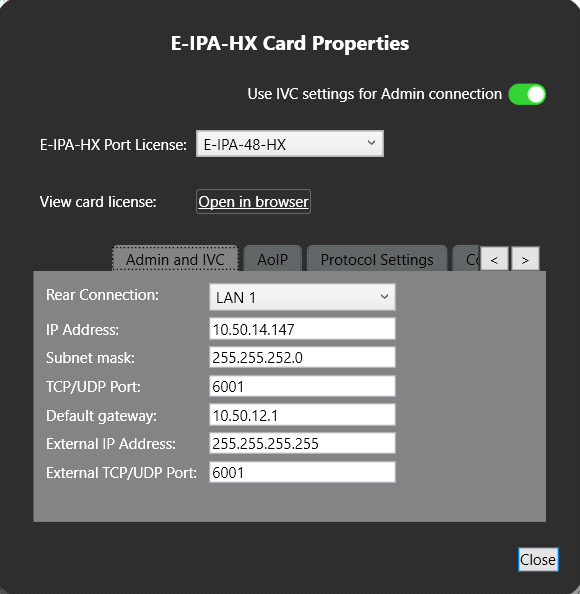 E-IPA-HX Card Properties
Use IVC settings for Admin connection
E-IPA-HX Port License: E-IPA-48-HX
View card license: Open in browser
Admin and IVC AoIP Protocol Settings < >
Rear Connection: LAN 1
IP Address: 10.50.14.147
Subnet mask: 255.255.252.0
TCP/UDP Port: 6001
Default gateway: 10.50.12.1
External IP Address: 255.255.255.255
External TCP/UDP Port: 6001
Close